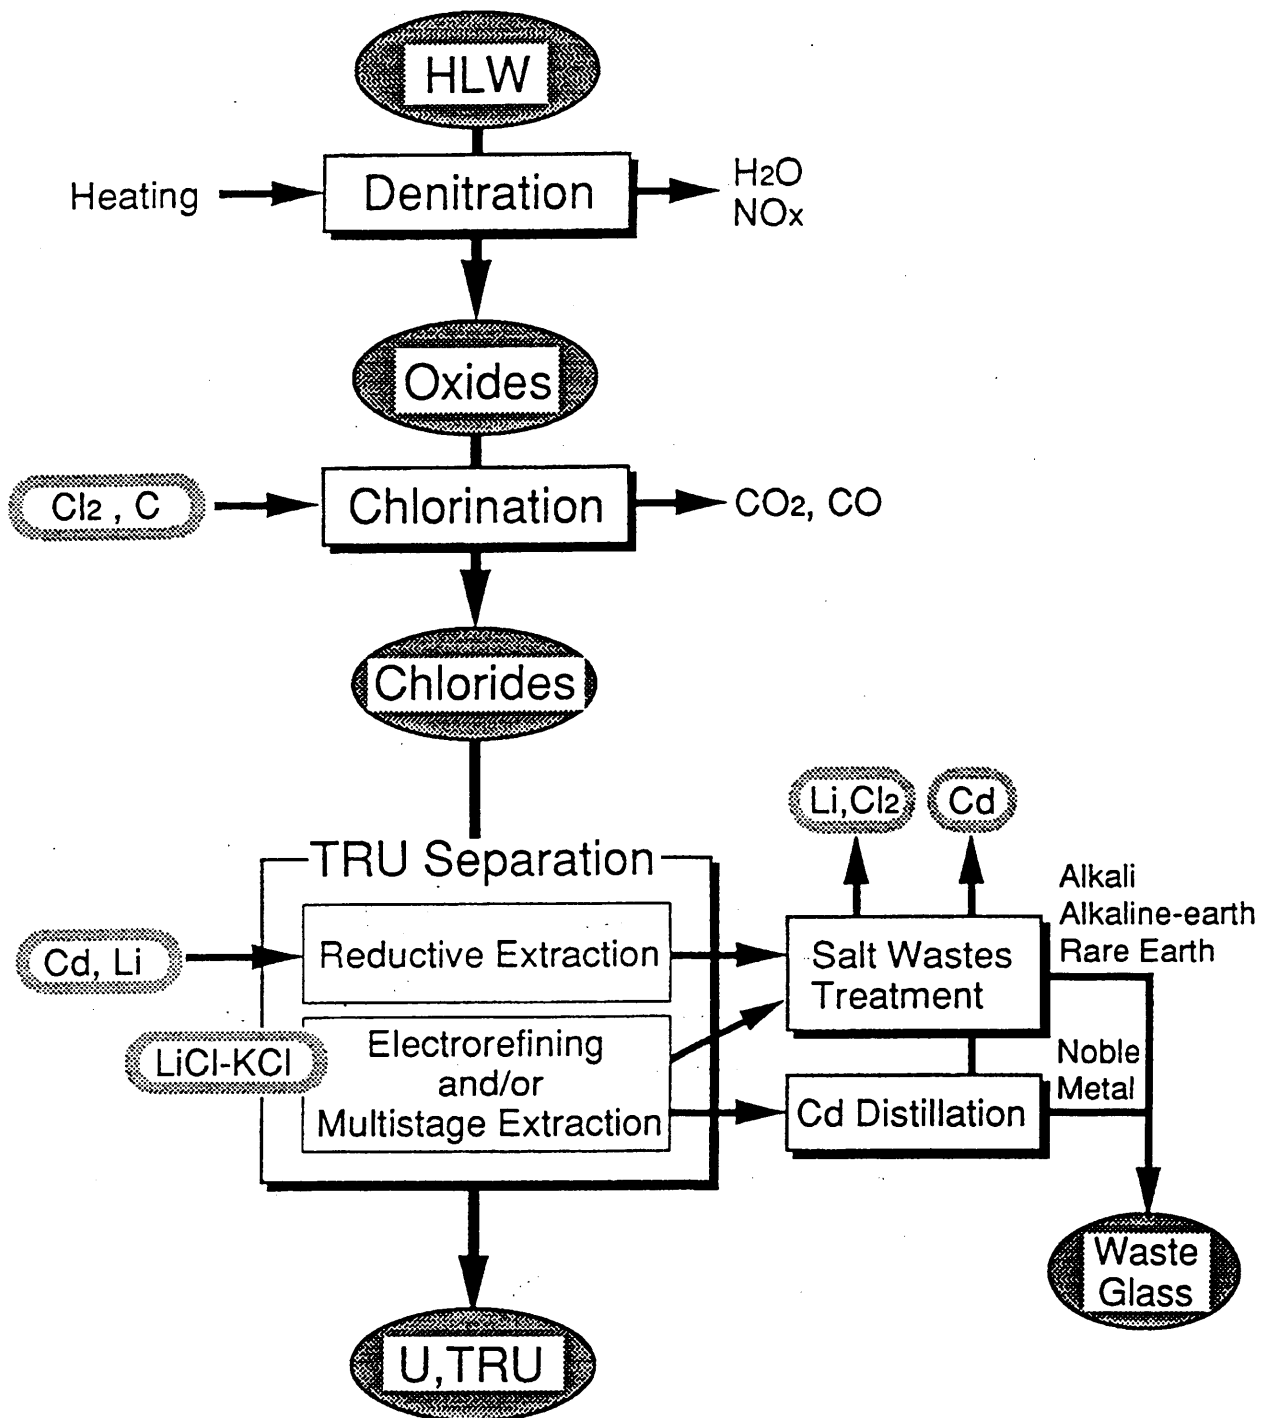 HLW
Heating
Denitration
H2O
NOx
Oxides
Cl2 , C
Chlorination
CO2, CO
Chlorides
Li,Cl2
Cd
TRU Separation
Alkali
Alkaline-earth
Rare Earth
Cd, Li
Reductive Extraction
Salt Wastes
Treatment
LiCl-KCl
Electrorefining
and/or
Multistage Extraction
Noble
Metal
Cd Distillation
Waste
Glass
U,TRU